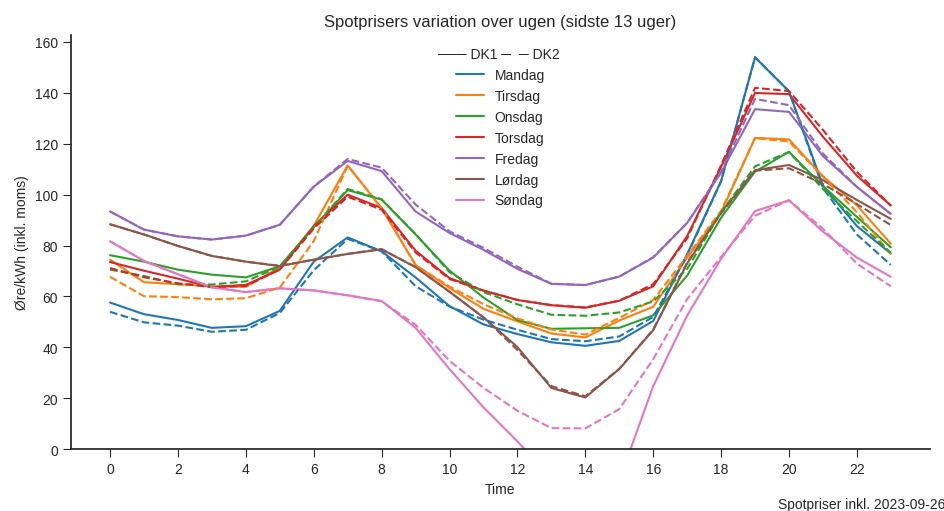 Spotprisers variation over ugen (sidste 13 uger)
Øre/kWh (inkl. moms)
160
140
120
100
80
60
40
20
0
DK1 DK2
Mandag
Tirsdag
Onsdag
Torsdag
Fredag
Lørdag
Søndag
0 2 4 6 8 10 12 14 16 18 20 22
Time
Spotpriser inkl. 2023-09-26